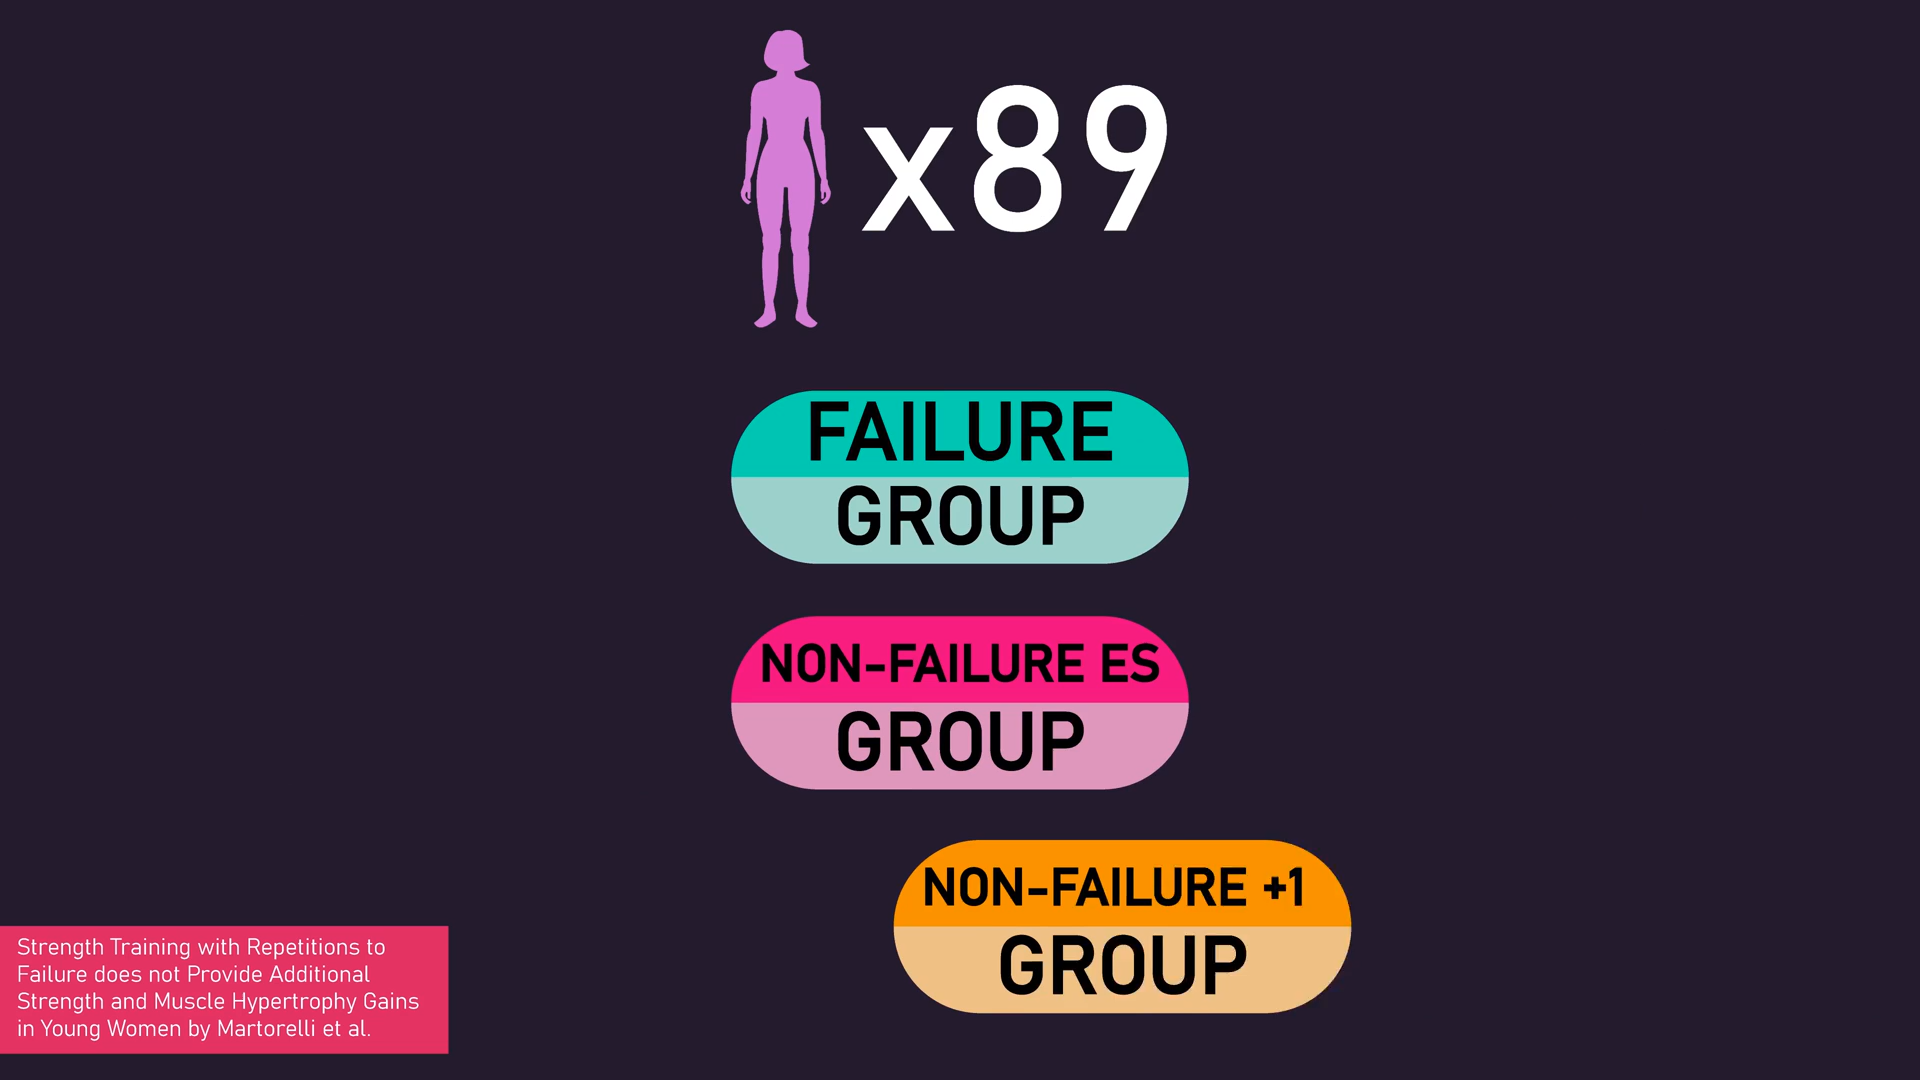 x89
FAILURE
GROUP
NON-FAILURE ES
GROUP
NON-FAILURE +1
GROUP
Strength Training with Repetitions to
Failure does not Provide Additional
Strength and Muscle Hypertrophy Gains
in Young Women by Martorelli et al.